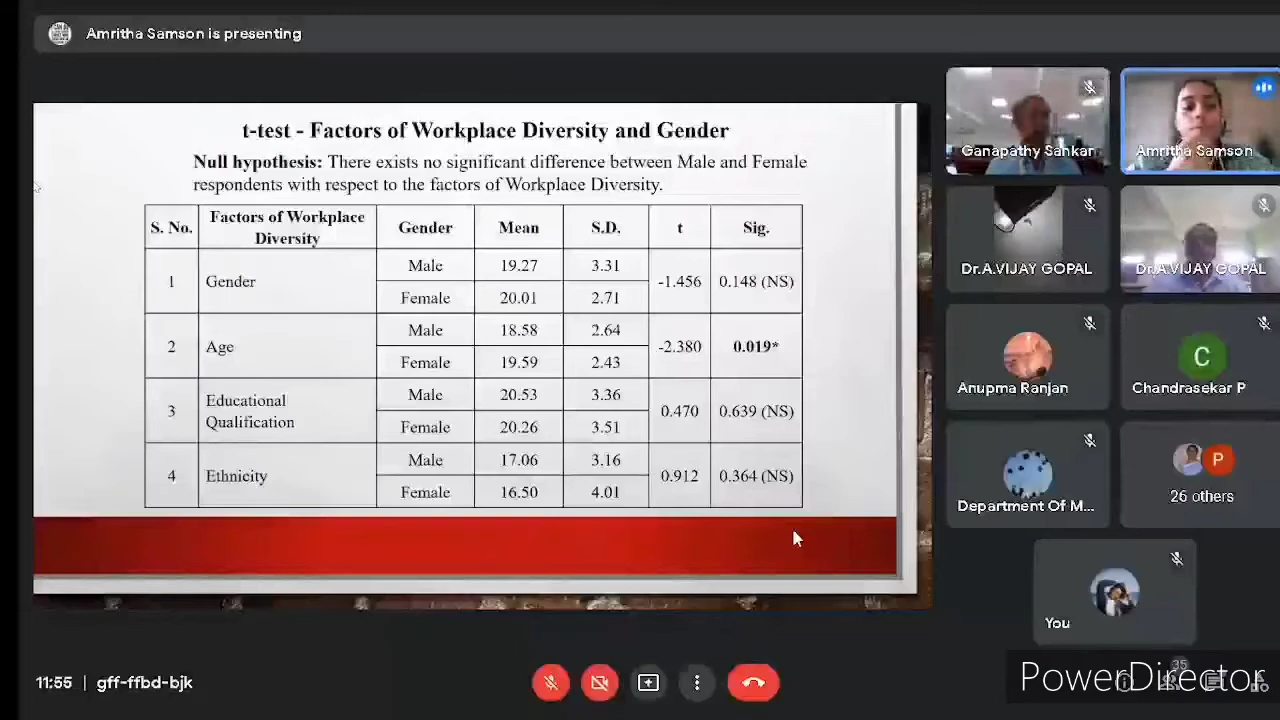 Amritha Samson is presenting
t-test - Factors of Workplace Diversity and Gender
Null hypothesis: There exists no significant difference between Male and Female
respondents with respect to the factors of Workplace Diversity.
S. No. Factors of Workplace Diversity Gender Mean S.D. t Sig.
1 Gender Male 19.27 3.31 -1.456 0.148 (NS)
Female 20.01 2.71
2 Age Male 18.58 2.64 -2.380 0.019*
Female 19.59 2.43
3 Educational Qualification Male 20.53 3.36 0.470 0.639 (NS)
Female 20.26 3.51
4 Ethnicity Male 17.06 3.16 0.912 0.364 (NS)
Female 16.50 4.01
Ganapathy Sankar
Amritha Samson
Dr.A.VIJAY GOPAL
Dr.A.VIJAY GOPAL
Anupma Ranjan
C
Chandrasekar P
Department Of M...
P
26 others
You
11:55 | gff-ffbd-bjk
35
PowerDirector